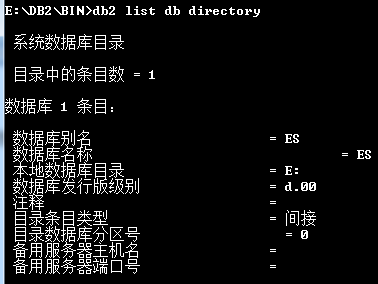 E:\DB2\BIN>db2 list db directory
系统数据库目录
目录中的条目数 = 1
数据库 1 条目：
数据库别名 = ES
数据库名称 = ES
本地数据库目录 = E:
数据库发行版级别 = d.00
注释 =
目录条目类型 = 间接
目录数据库分区号 = 0
备用服务器主机名 =
备用服务器端口号 =